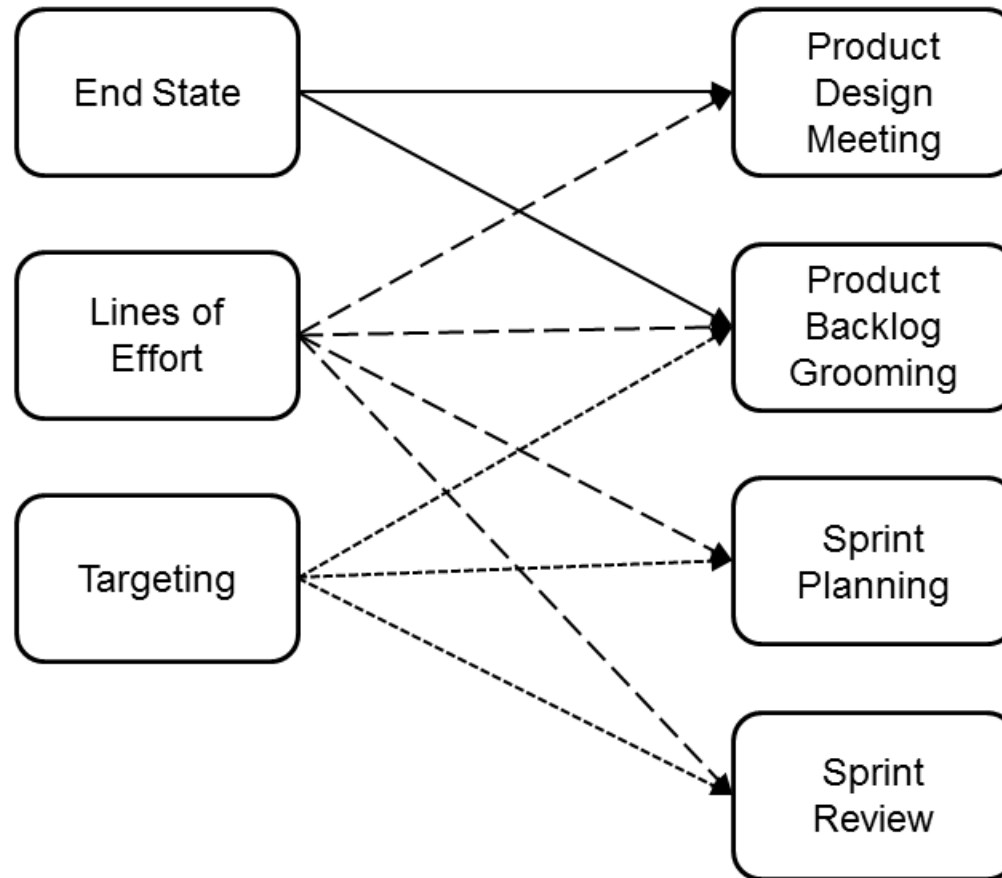 End State
Lines of
Effort
Targeting
Product
Design
Meeting
Product
Backlog
Grooming
Sprint
Planning
Sprint
Review